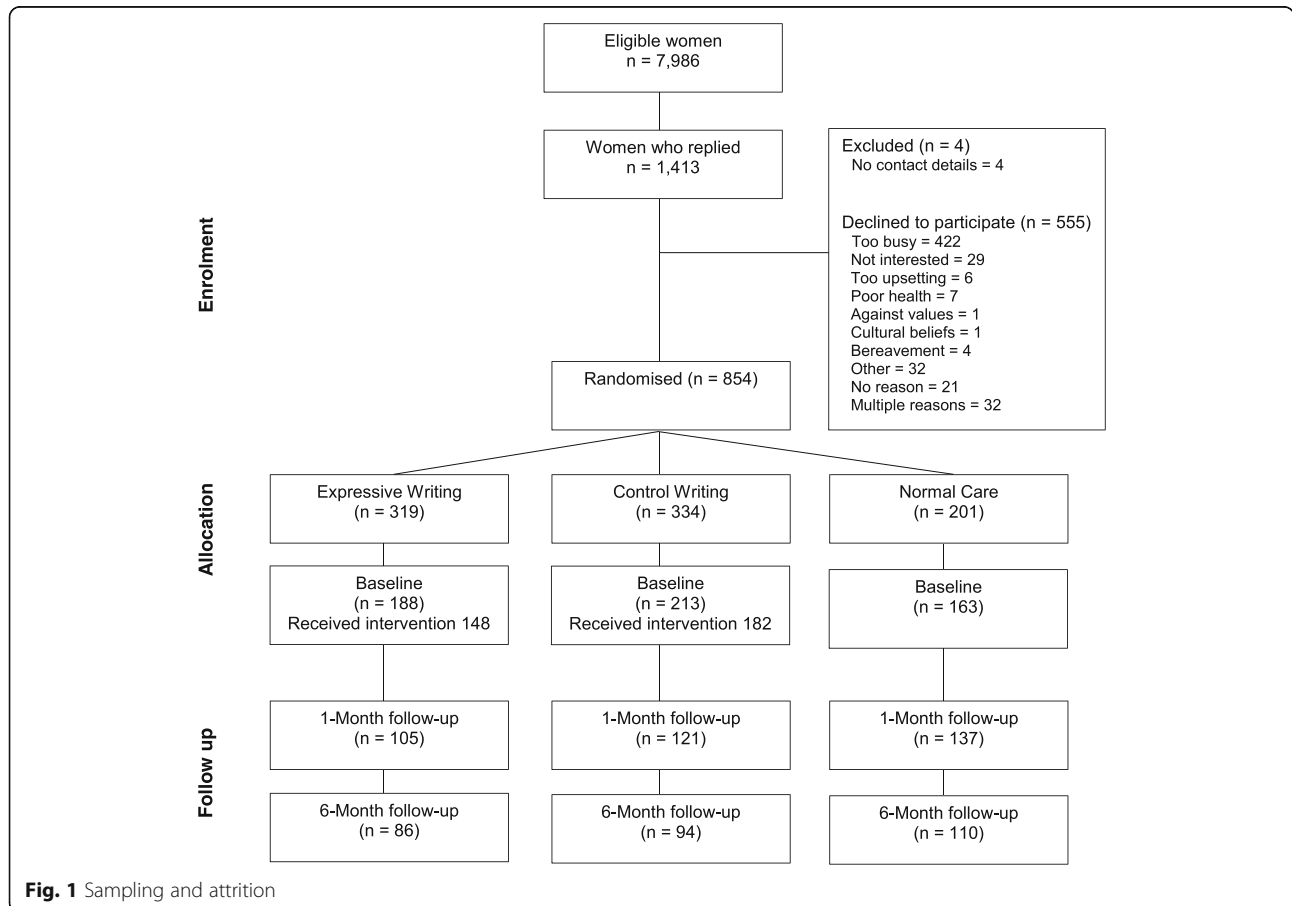 Eligible women
n = 7,986
Women who replied
n = 1,413
Excluded (n = 4)
No contact details = 4
Declined to participate (n = 555)
Too busy = 422
Not interested = 29
Too upsetting = 6
Poor health = 7
Against values = 1
Cultural beliefs = 1
Bereavement = 4
Other = 32
No reason = 21
Multiple reasons = 32
Enrolment
Randomised (n = 854)
Allocation
Expressive Writing
(n = 319)
Control Writing
(n = 334)
Normal Care
(n = 201)
Baseline
(n = 188)
Received intervention 148
Baseline
(n = 213)
Received intervention 182
Baseline
(n = 163)
Follow up
1-Month follow-up
(n = 105)
1-Month follow-up
(n = 121)
1-Month follow-up
(n = 137)
6-Month follow-up
(n = 86)
6-Month follow-up
(n = 94)
6-Month follow-up
(n = 110)
Fig. 1 Sampling and attrition